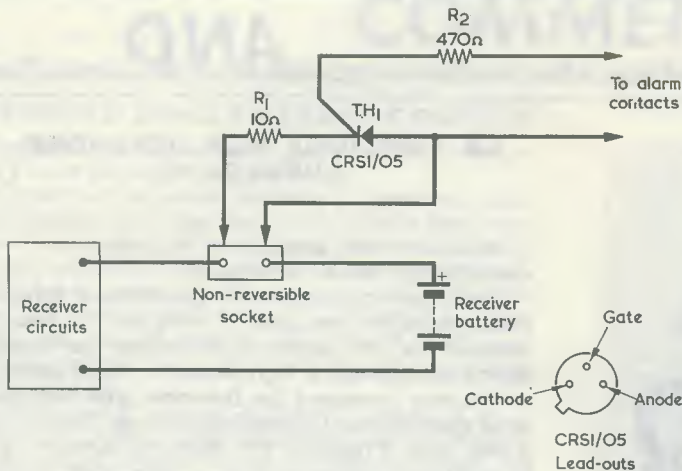 R2
470Ω
To alarm
contacts
R1
10Ω
TH1
CRS1/05
Non-reversible
socket
+
Receiver
circuits
Receiver
battery
Gate
Cathode
Anode
CRS1/05
Lead-outs